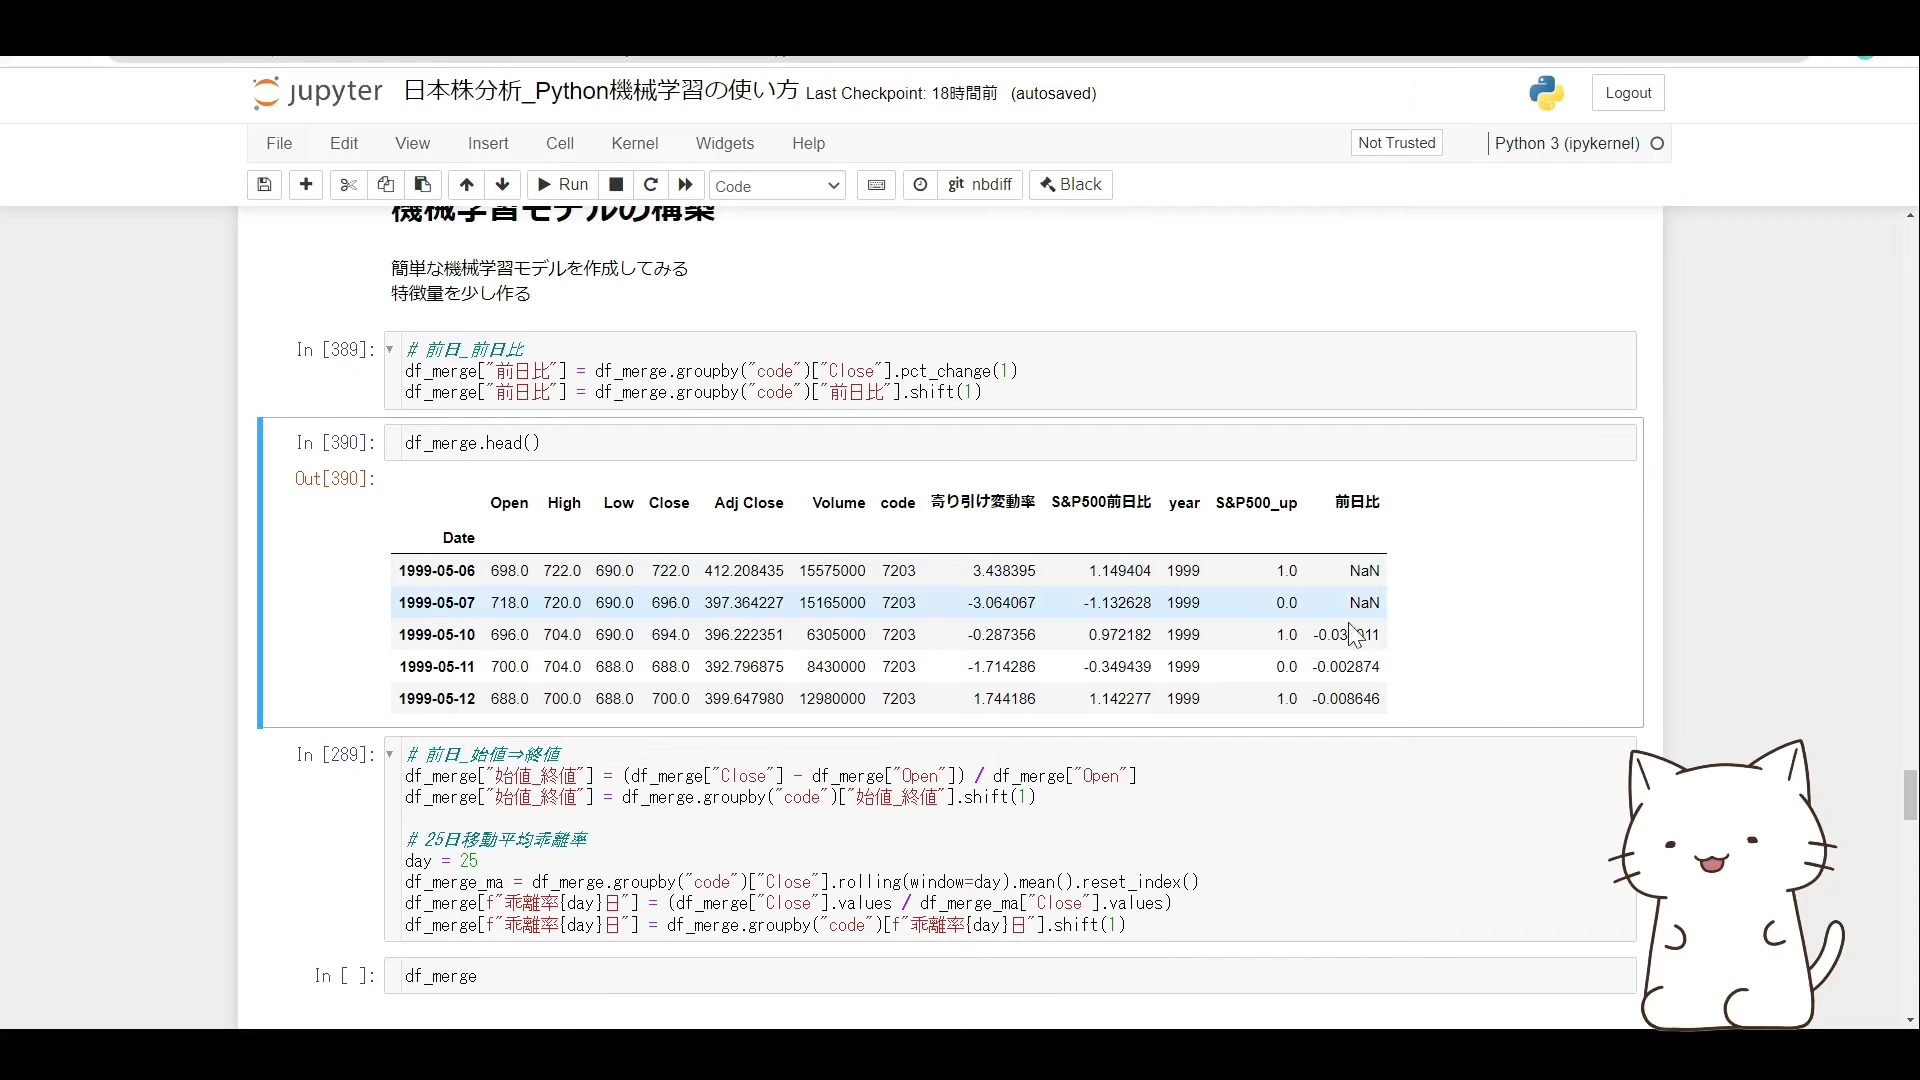 jupyter 日本株分析_Python機械学習の使い方 Last Checkpoint: 18時間前 (autosaved) Logout
File Edit View Insert Cell Kernel Widgets Help Not Trusted Python 3 (ipykernel)
Run Code git nbdiff Black
機械学習モデルの構築
簡単な機械学習モデルを作成してみる
特徴量を少し作る
In [389]: # 前日_前日比
df_merge["前日比"] = df_merge.groupby("code")["Close"].pct_change(1)
df_merge["前日比"] = df_merge.groupby("code")["前日比"].shift(1)
In [390]: df_merge.head()
Out[390]:
Open High Low Close Adj Close Volume code 寄り引け変動率 S&P500前日比 year S&P500_up 前日比
Date
1999-05-06 698.0 722.0 690.0 722.0 412.208435 15575000 7203 3.438395 1.149404 1999 1.0 NaN
1999-05-07 718.0 720.0 690.0 696.0 397.364227 15165000 7203 -3.064067 -1.132628 1999 0.0 NaN
1999-05-10 696.0 704.0 690.0 694.0 396.222351 6305000 7203 -0.287356 0.972182 1999 1.0
1999-05-11 700.0 704.0 688.0 688.0 392.796875 8430000 7203 -1.714286 -0.349439 1999 0.0 -0.002874
1999-05-12 688.0 700.0 688.0 700.0 399.647980 12980000 7203 1.744186 1.142277 1999 1.0 -0.008646
In [289]: # 前日_始値⇒終値
df_merge["始値_終値"] = (df_merge["Close"] - df_merge["Open"]) / df_merge["Open"]
df_merge["始値_終値"] = df_merge.groupby("code")["始値_終値"].shift(1)
# 25日移動平均乖離率
day = 25
df_merge_ma = df_merge.groupby("code")["Close"].rolling(window=day).mean().reset_index()
df_merge[f"乖離率{day}日"] = (df_merge["Close"].values / df_merge_ma["Close"].values)
df_merge[f"乖離率{day}日"] = df_merge.groupby("code")[f"乖離率{day}日"].shift(1)
In [ ]: df_merge